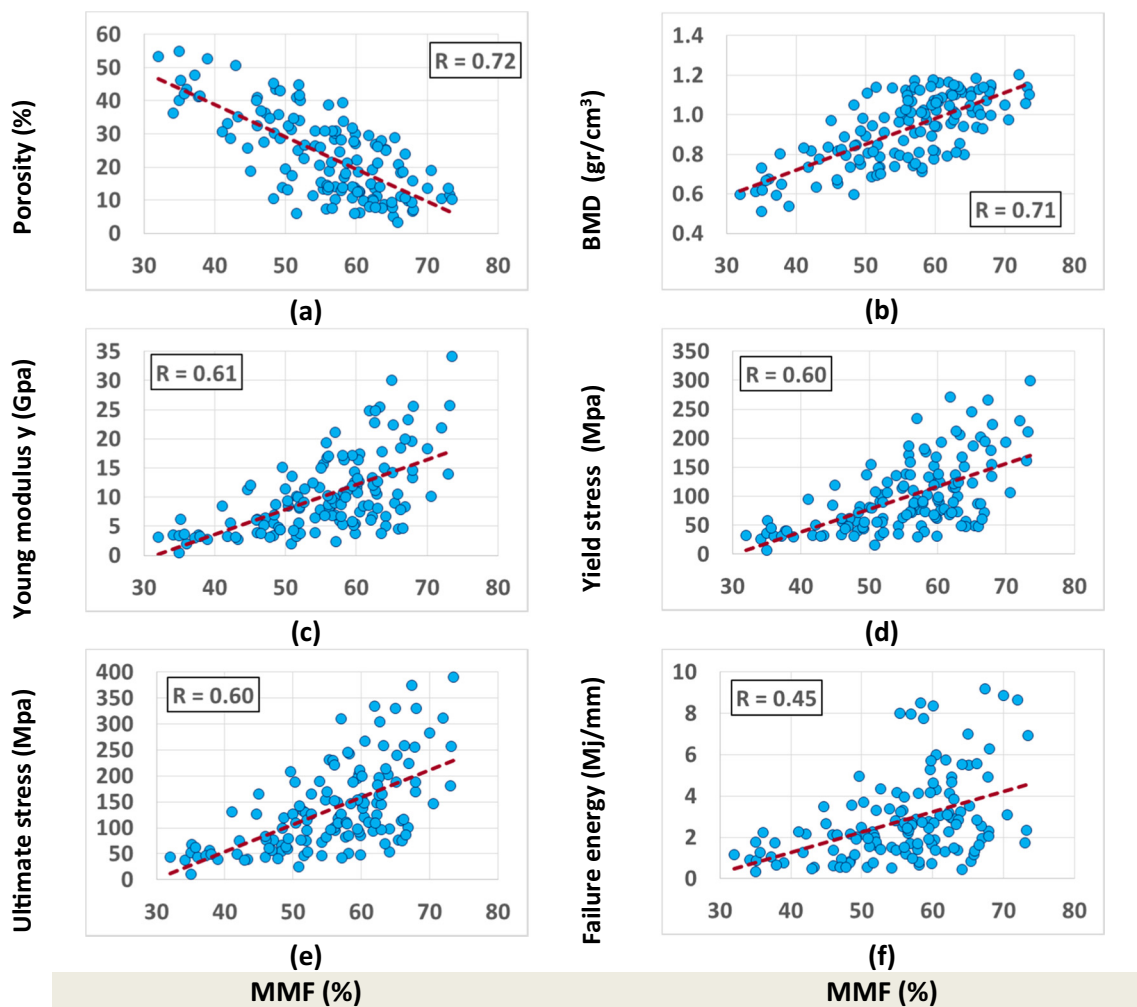 Porosity (%)
60
50
40
30
20
10
0
R = 0.72
30 40 50 60 70 80
(a)
BMD (gr/cm³)
1.4
1.2
1.0
0.8
0.6
0.4
R = 0.71
30 40 50 60 70 80
(b)
Young modulus y (Gpa)
35
30
25
20
15
10
5
0
R = 0.61
30 40 50 60 70 80
(c)
Yield stress (Mpa)
350
300
250
200
150
100
50
0
R = 0.60
30 40 50 60 70 80
(d)
Ultimate stress (Mpa)
400
350
300
250
200
150
100
50
0
R = 0.60
30 40 50 60 70 80
(e)
Failure energy (Mj/mm)
10
8
6
4
2
0
R = 0.45
30 40 50 60 70 80
(f)
MMF (%) MMF (%)